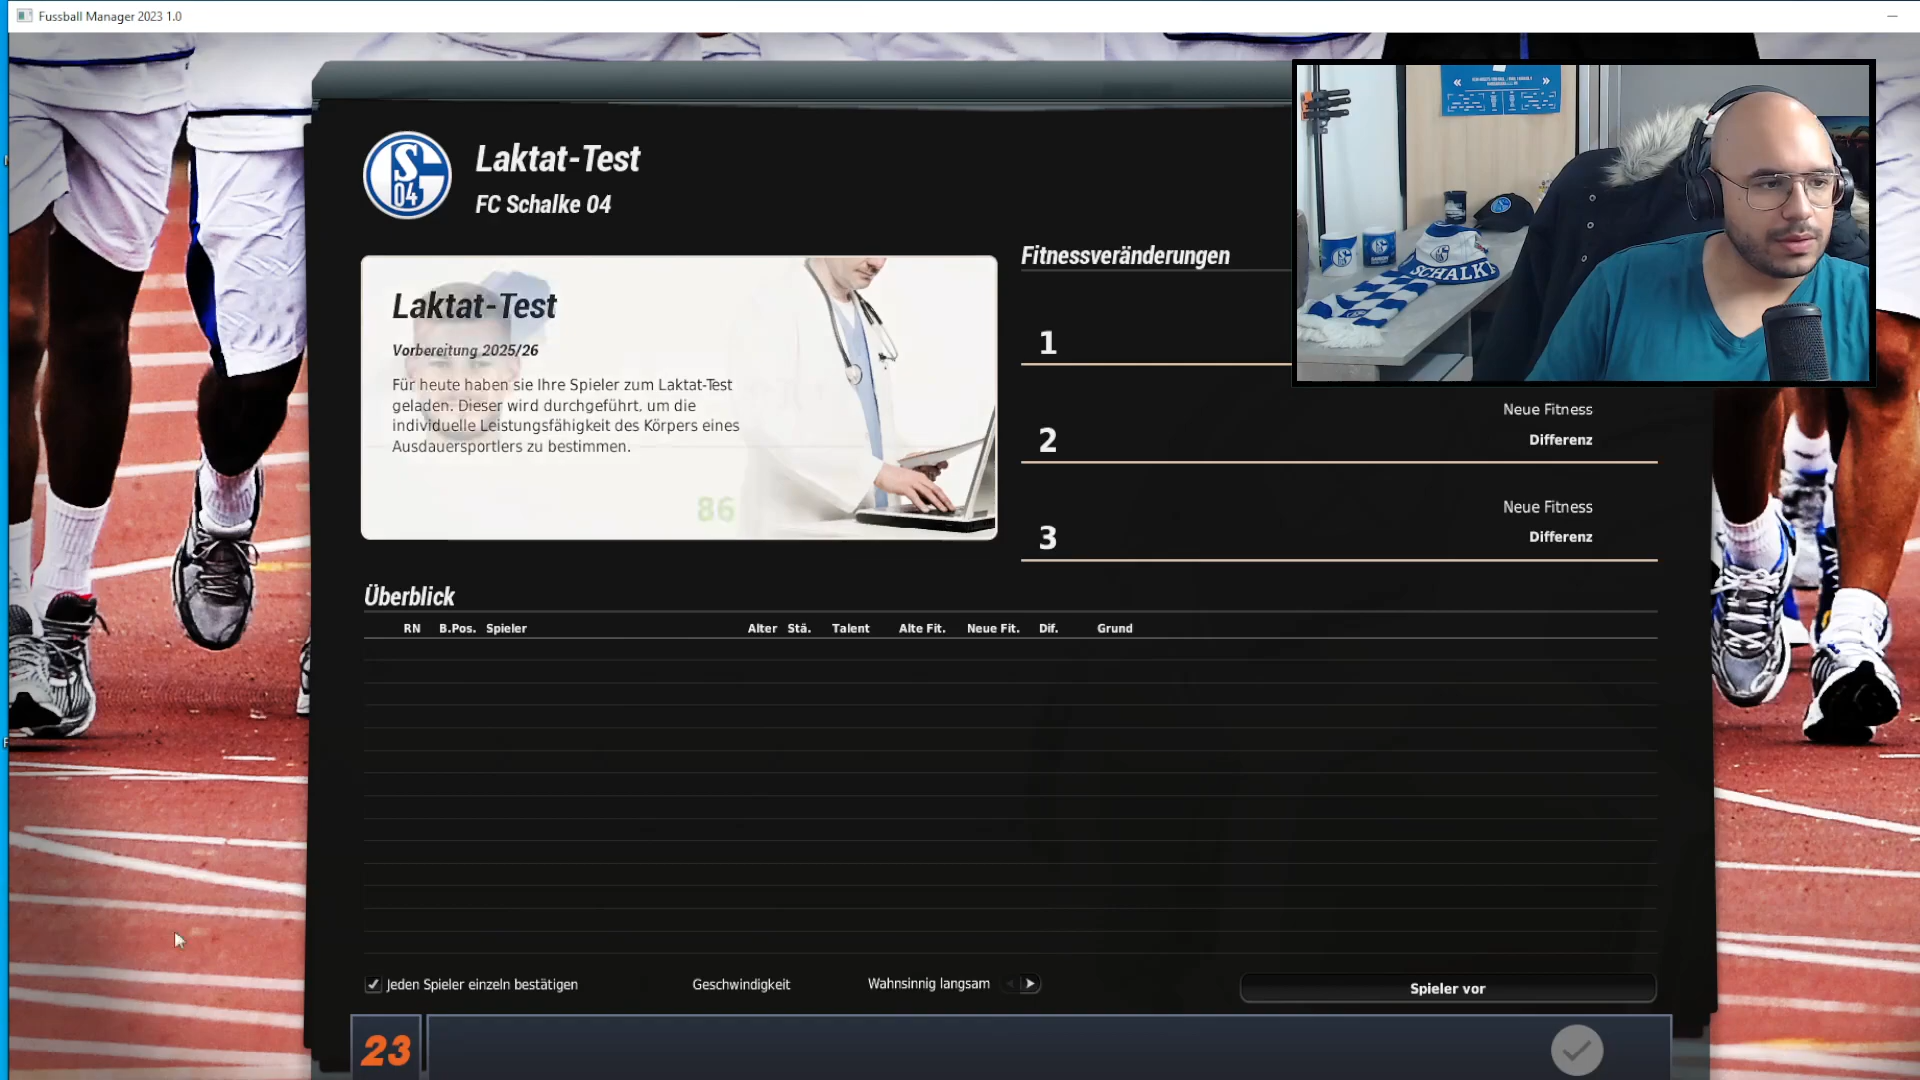 Fussball Manager 2023 1.0
Laktat-Test
FC Schalke 04
Fitnessveränderungen
Laktat-Test
Vorbereitung 2025/26
Für heute haben sie Ihre Spieler zum Laktat-Test
geladen. Dieser wird durchgeführt, um die
individuelle Leistungsfähigkeit des Körpers eines
Ausdauersportlers zu bestimmen.
86
1
Neue Fitness
2
Differenz
Neue Fitness
3
Differenz
Überblick
RN B.Pos. Spieler Alter Stä. Talent Alte Fit. Neue Fit. Dif. Grund
Jeden Spieler einzeln bestätigen Geschwindigkeit Wahnsinnig langsam Spieler vor
23
S 04